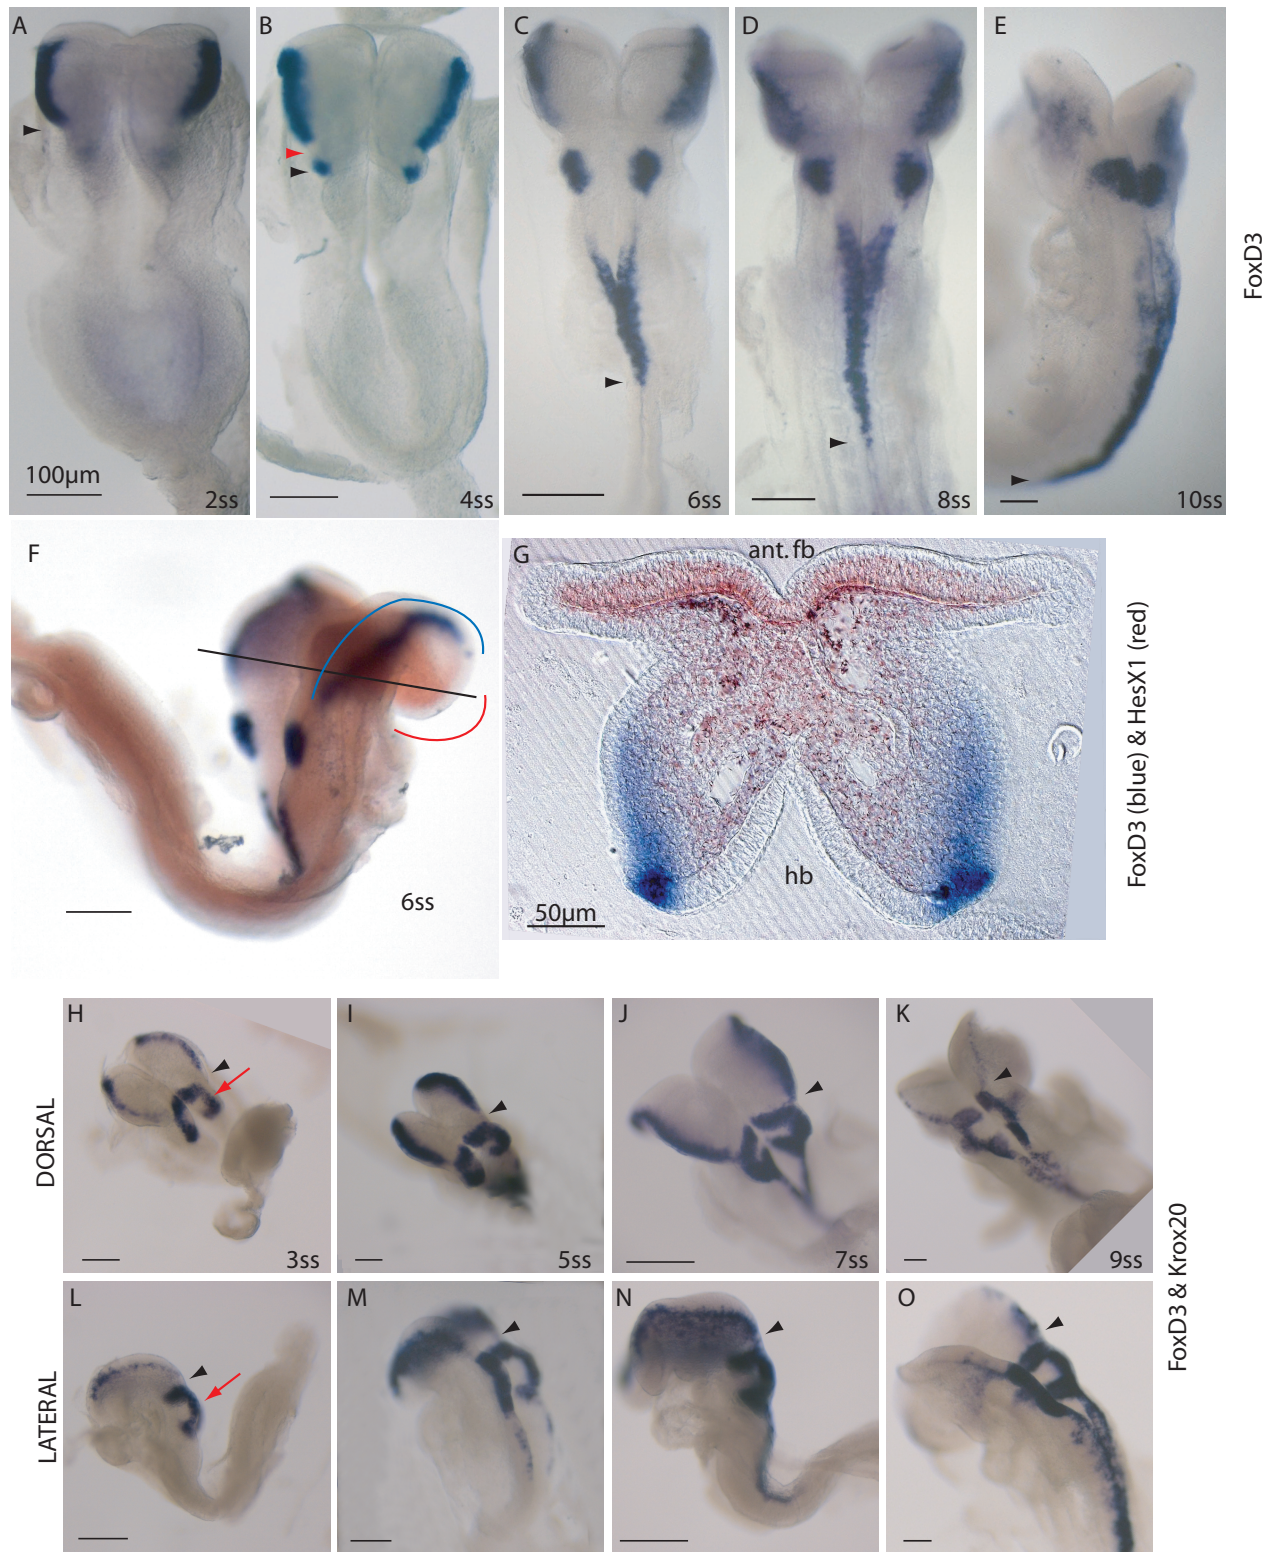 A
B
C
D
E
100µm
2ss
4ss
6ss
8ss
10ss
FoxD3
F
6ss
G
ant. fb
hb
50µm
FoxD3 (blue) & HesX1 (red)
H
I
J
K
DORSAL
3ss
5ss
7ss
9ss
L
M
N
O
LATERAL
FoxD3 & Krox20